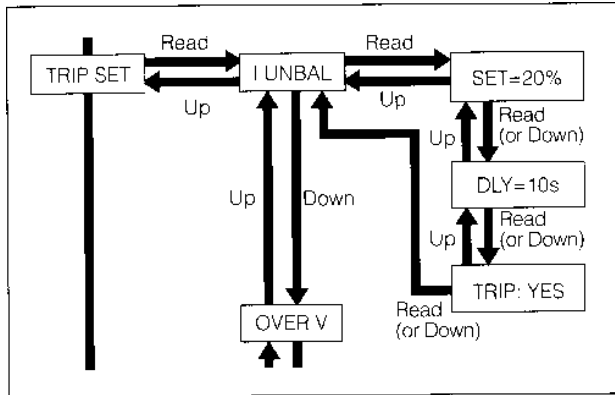 Read
Read
TRIP SET
I UNBAL
SET=20%
Up
Up
Up
Read
(or Down)
DLY=10s
Up
Down
Up
Read
(or Down)
TRIP: YES
Read
(or Down)
OVER V